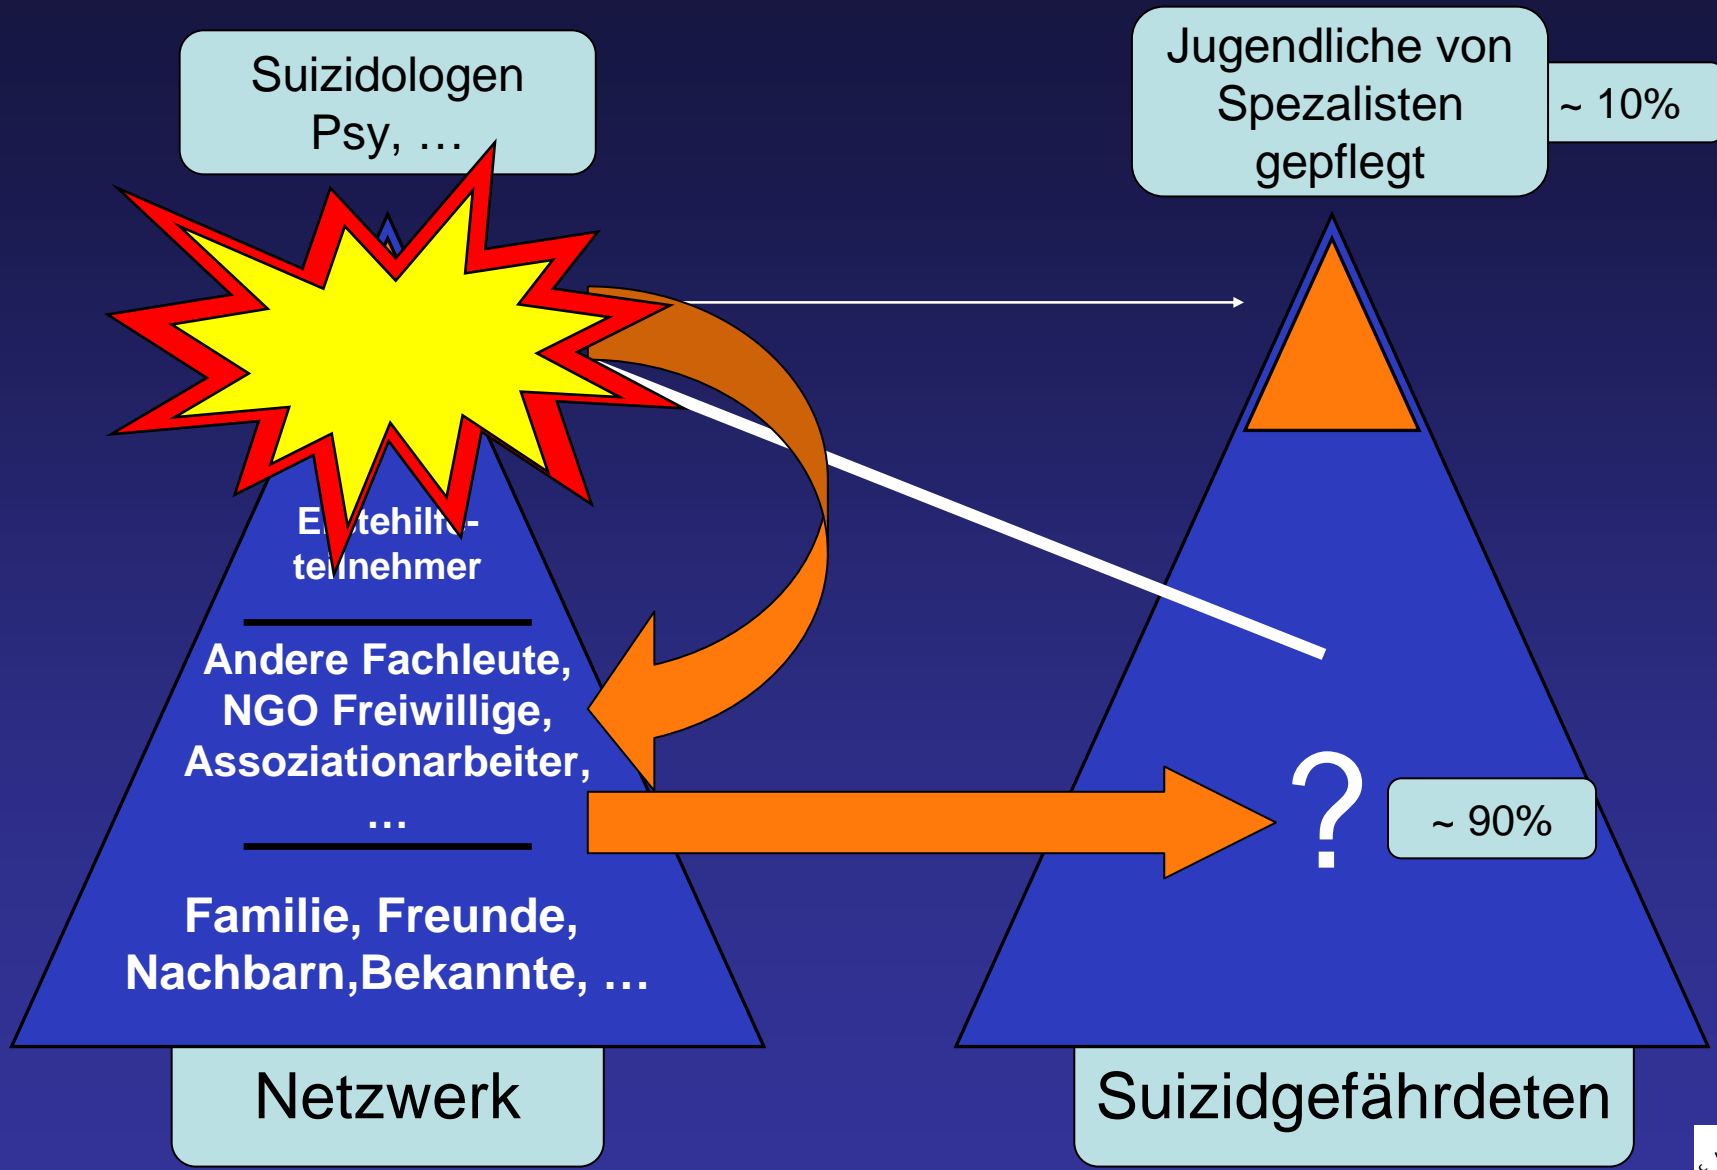 Suizidologen
Psy, …
Jugendliche von
Spezalisten
gepflegt
~ 10%
teilnehmer
Andere Fachleute,
NGO Freiwillige,
Assoziationarbeiter,
…
Familie, Freunde,
Nachbarn,Bekannte, …
Netzwerk
?
~ 90%
Suizidgefährdeten